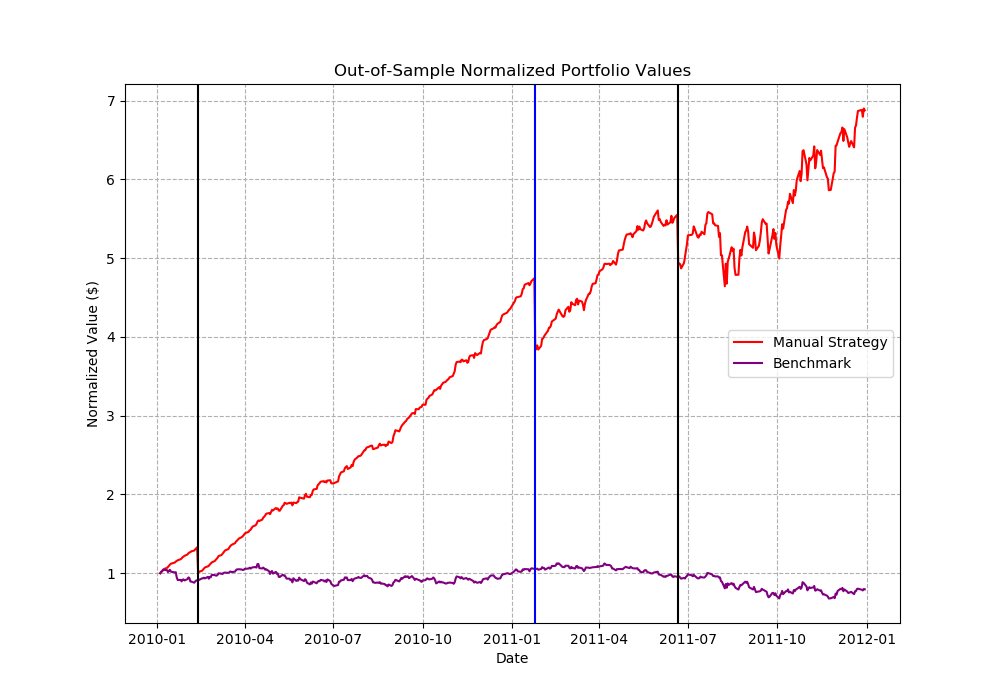 Out-of-Sample Normalized Portfolio Values
Normalized Value ($)
7
6
5
4
3
2
1
Manual Strategy
Benchmark
2010-01 2010-04 2010-07 2010-10 2011-01 2011-04 2011-07 2011-10 2012-01
Date